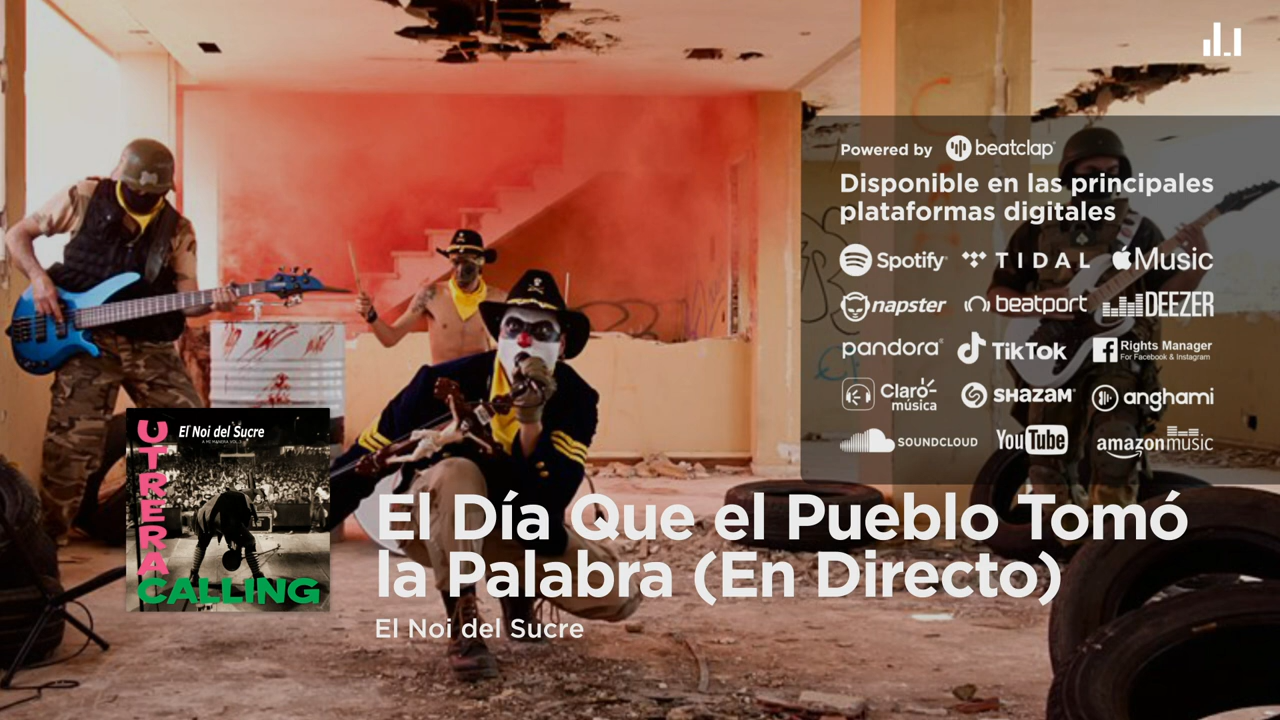 Powered by beatclap
Disponible en las principales
plataformas digitales
Spotify TIDAL Music
napster beatport DEEZER
pandora TikTok Rights Manager
For Facebook & Instagram
Claro música SHAZAM anghami
SOUNDCLOUD YouTube amazonmusic
El Noi del Sucre
UTRERA
CALLING
El Día Que el Pueblo Tomó
la Palabra (En Directo)
El Noi del Sucre